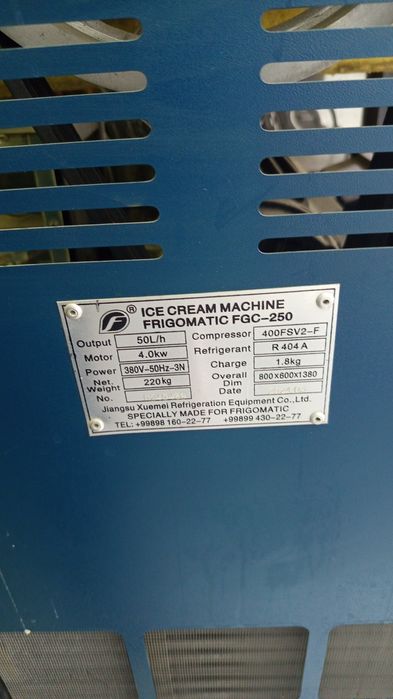 F ® ICE CREAM MACHINE
FRIGOMATIC FGC-250
Output 50L/h Compressor 400FSV2-F
Motor 4.0kw Refrigerant R404A
Power 380V-50Hz-3N Charge 1.8kg
Net. Weight 220kg Overall Dim 800x600x1380
No. Date
Jiangsu Xuemei Refrigeration Equipment Co.,Ltd.
SPECIALLY MADE FOR FRIGOMATIC
TEL: +99898 160-22-77 +99899 430-22-77